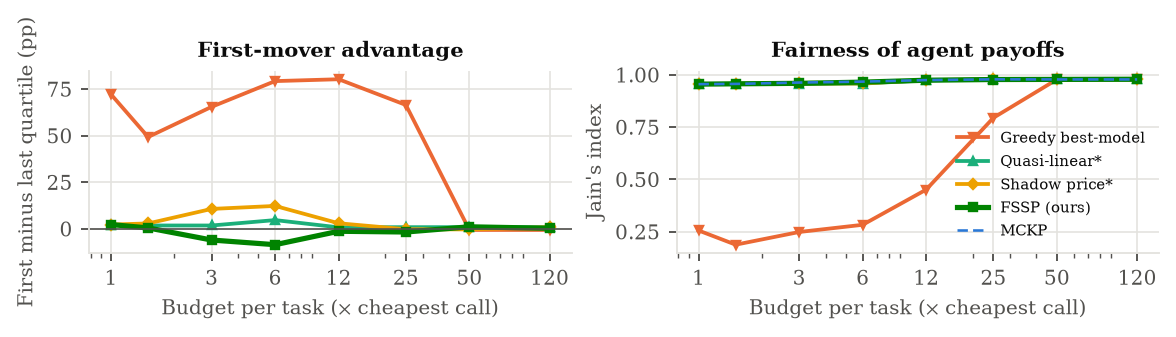 First-mover advantage
First minus last quartile (pp)
75
50
25
0
1
3
6
12
25
50
120
Budget per task (× cheapest call)
Fairness of agent payoffs
Jain's index
1.00
0.75
0.50
0.25
Greedy best-model
Quasi-linear*
Shadow price*
FSSP (ours)
MCKP
1
3
6
12
25
50
120
Budget per task (× cheapest call)